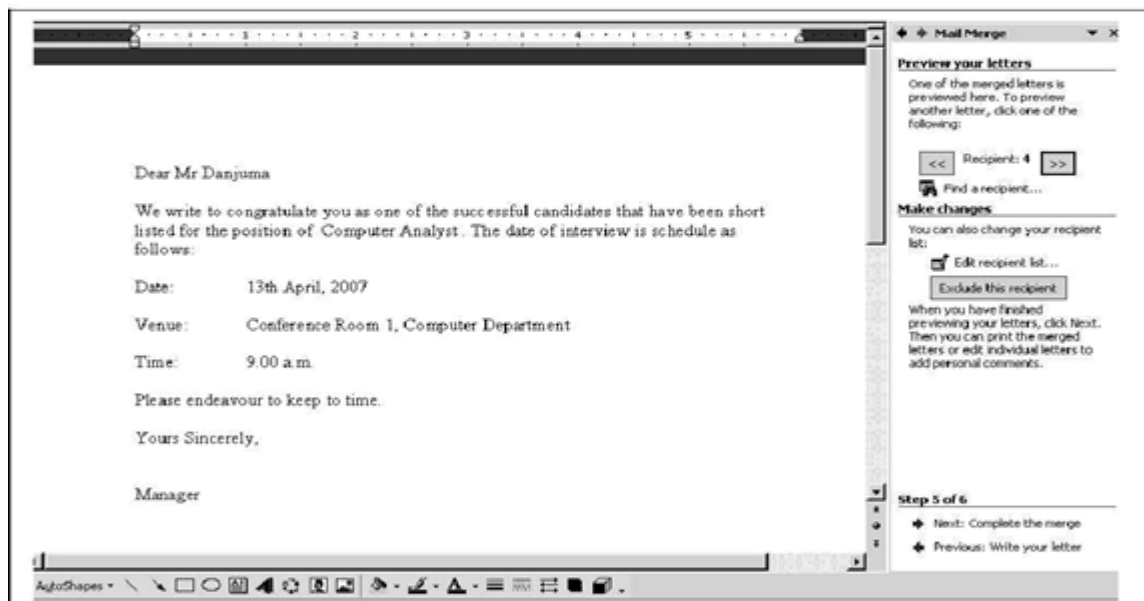 1 2 3 4 5
Dear Mr Danjuma
We write to congratulate you as one of the successful candidates that have been short
listed for the position of Computer Analyst . The date of interview is schedule as
follows:
Date: 13th April, 2007
Venue: Conference Room 1, Computer Department
Time: 9.00 a.m.
Please endeavour to keep to time.
Yours Sincerely,
Manager
Mail Merge
Preview your letters
One of the merged letters is
previewed here. To preview
another letter, click one of the
following:
<< Recipient: 4 >>
Find a recipient...
Make changes
You can also change your recipient
list:
Edit recipient list...
Exclude this recipient
When you have finished
previewing your letters, click Next.
Then you can print the merged
letters or edit individual letters to
add personal comments.
Step 5 of 6
Next: Complete the merge
Previous: Write your letter
AutoShapes